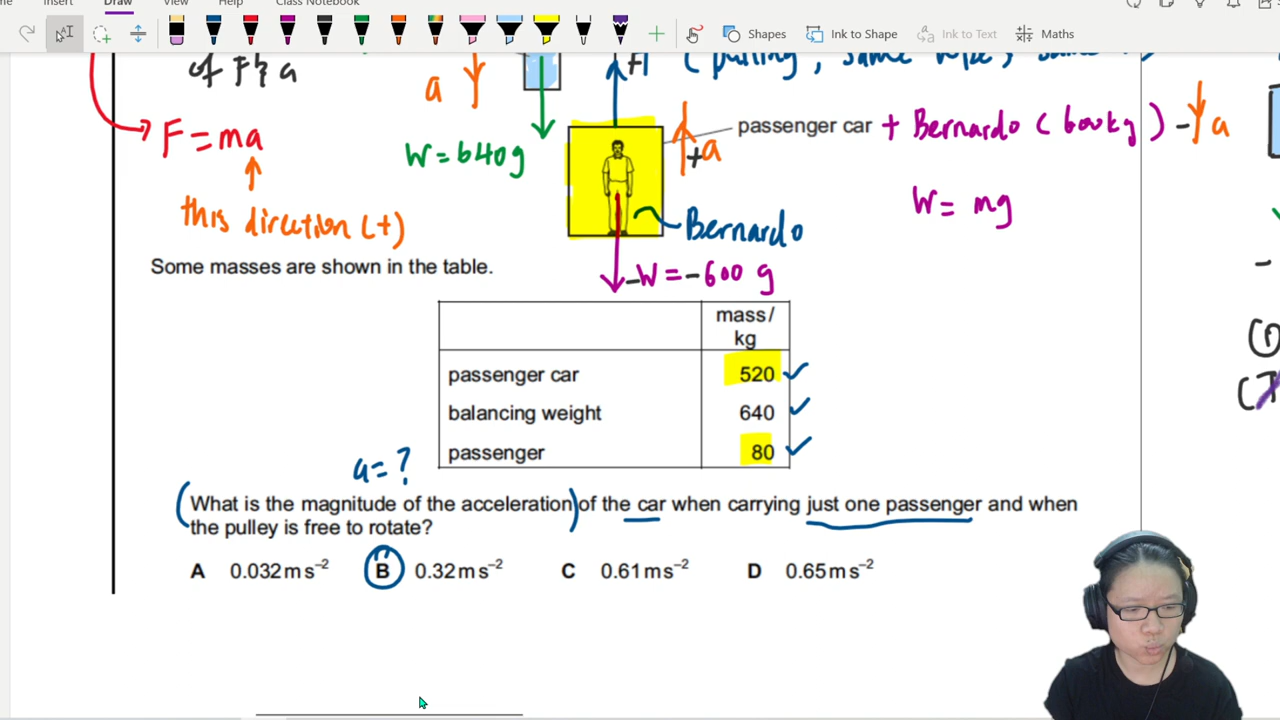 Insert Draw View Help Class Notebook
Shapes Ink to Shape Ink to Text Maths
of F & a
a
passenger car + Bernardo (600kg) - a
F = ma
W = 640g
+a
this direction (+)
W = mg
Bernardo
Some masses are shown in the table.
-W = -600 g
mass/
kg
passenger car 520
balancing weight 640
passenger 80
a = ?
What is the magnitude of the acceleration) of the car when carrying just one passenger and when
the pulley is free to rotate?
A 0.032 m s⁻² B 0.32 m s⁻² C 0.61 m s⁻² D 0.65 m s⁻²